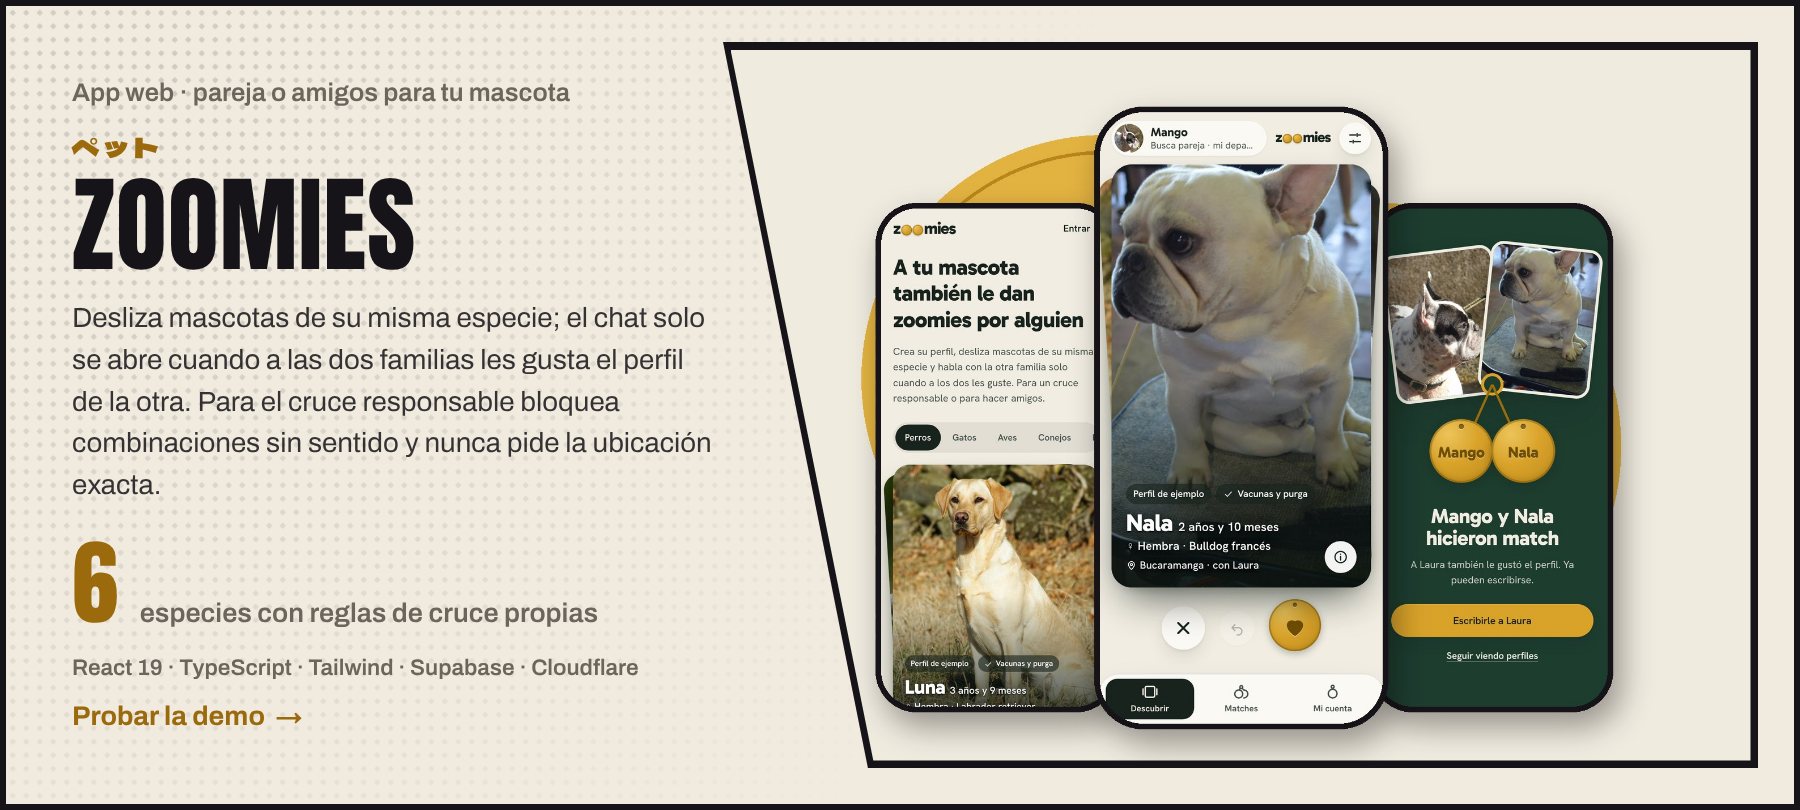 App web · pareja o amigos para tu mascota
ペット
ZOOMIES
Desliza mascotas de su misma especie; el chat solo
se abre cuando a las dos familias les gusta el perfil
de la otra. Para el cruce responsable bloquea
combinaciones sin sentido y nunca pide la ubicación
exacta.
6 especies con reglas de cruce propias
React 19 · TypeScript · Tailwind · Supabase · Cloudflare
Probar la demo →
zoomies Entrar
A tu mascota
también le dan
zoomies por alguien
Crea su perfil, desliza mascotas de su misma
especie y habla con la otra familia solo
cuando a los dos les guste. Para un cruce
responsable o para hacer amigos.
Perros Gatos Aves Conejos
Perfil de ejemplo ✓ Vacunas y purga
Luna 3 años y 9 meses
Hembra · Labrador retriever
Mango
Busca pareja · mi depa...
zoomies
Perfil de ejemplo ✓ Vacunas y purga
Nala 2 años y 10 meses
♀ Hembra · Bulldog francés
Bucaramanga · con Laura
Descubrir Matches Mi cuenta
Mango Nala
Mango y Nala
hicieron match
A Laura también le gustó el perfil. Ya
pueden escribirse.
Escribirle a Laura
Seguir viendo perfiles